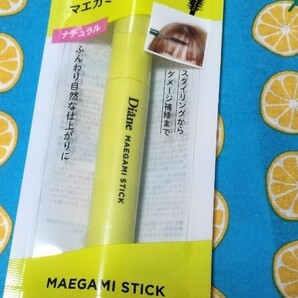 マエガミ
ナチュラル
ふんわり自然な仕上がりに
スタイリングから
ダメージ補修まで
Diane
MAEGAMI STICK
MAEGAMI STICK